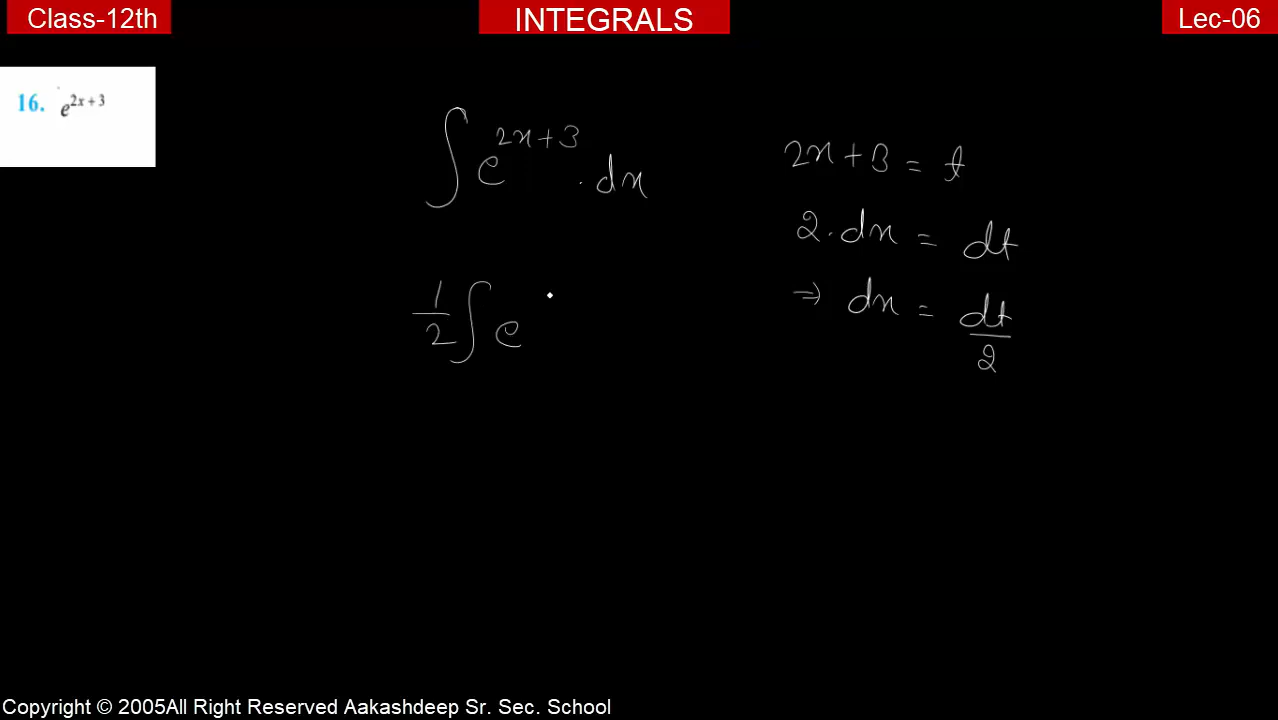 Class-12th
INTEGRALS
Lec-06
16. e^{2x+3}
∫ e^{2x+3} . dx
2x + 3 = t
2 . dx = dt
⇒ dx = dt/2
1/2 ∫ e
Copyright © 2005All Right Reserved Aakashdeep Sr. Sec. School